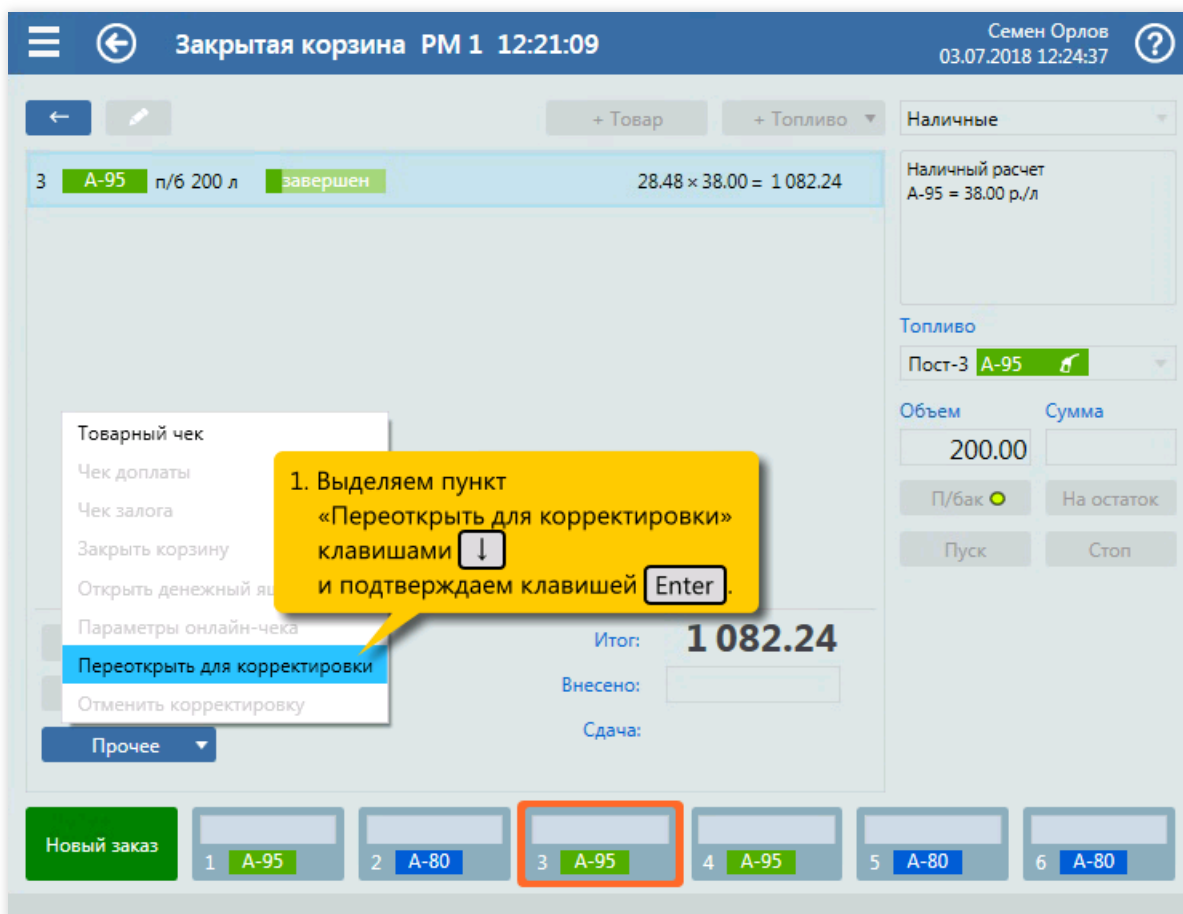 Закрытая корзина РМ 1 12:21:09
Семен Орлов
03.07.2018 12:24:37
?
+ Товар
+ Топливо
Наличные
3 А-95 п/б 200 л завершен 28.48 × 38.00 = 1 082.24
Наличный расчет
А-95 = 38.00 р./л
Топливо
Пост-3 А-95
Объем Сумма
200.00
П/бак На остаток
Пуск Стоп
Товарный чек
Чек доплаты
Чек залога
Закрыть корзину
Открыть денежный
Параметры онлайн-чека
Переоткрыть для корректировки
Отменить корректировку
Прочее
1. Выделяем пункт
«Переоткрыть для корректировки»
клавишами ↓
и подтверждаем клавишей Enter.
Итог: 1 082.24
Внесено:
Сдача:
Новый заказ
1 А-95
2 А-80
3 А-95
4 А-95
5 А-80
6 А-80